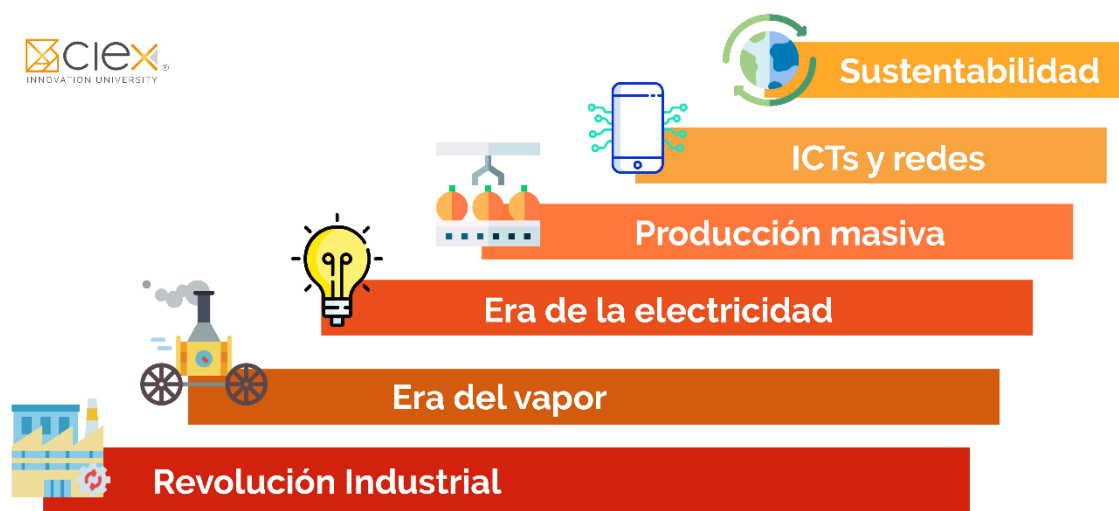 ciex®
INNOVATION UNIVERSITY
Sustentabilidad
ICTs y redes
Producción masiva
Era de la electricidad
Era del vapor
Revolución Industrial